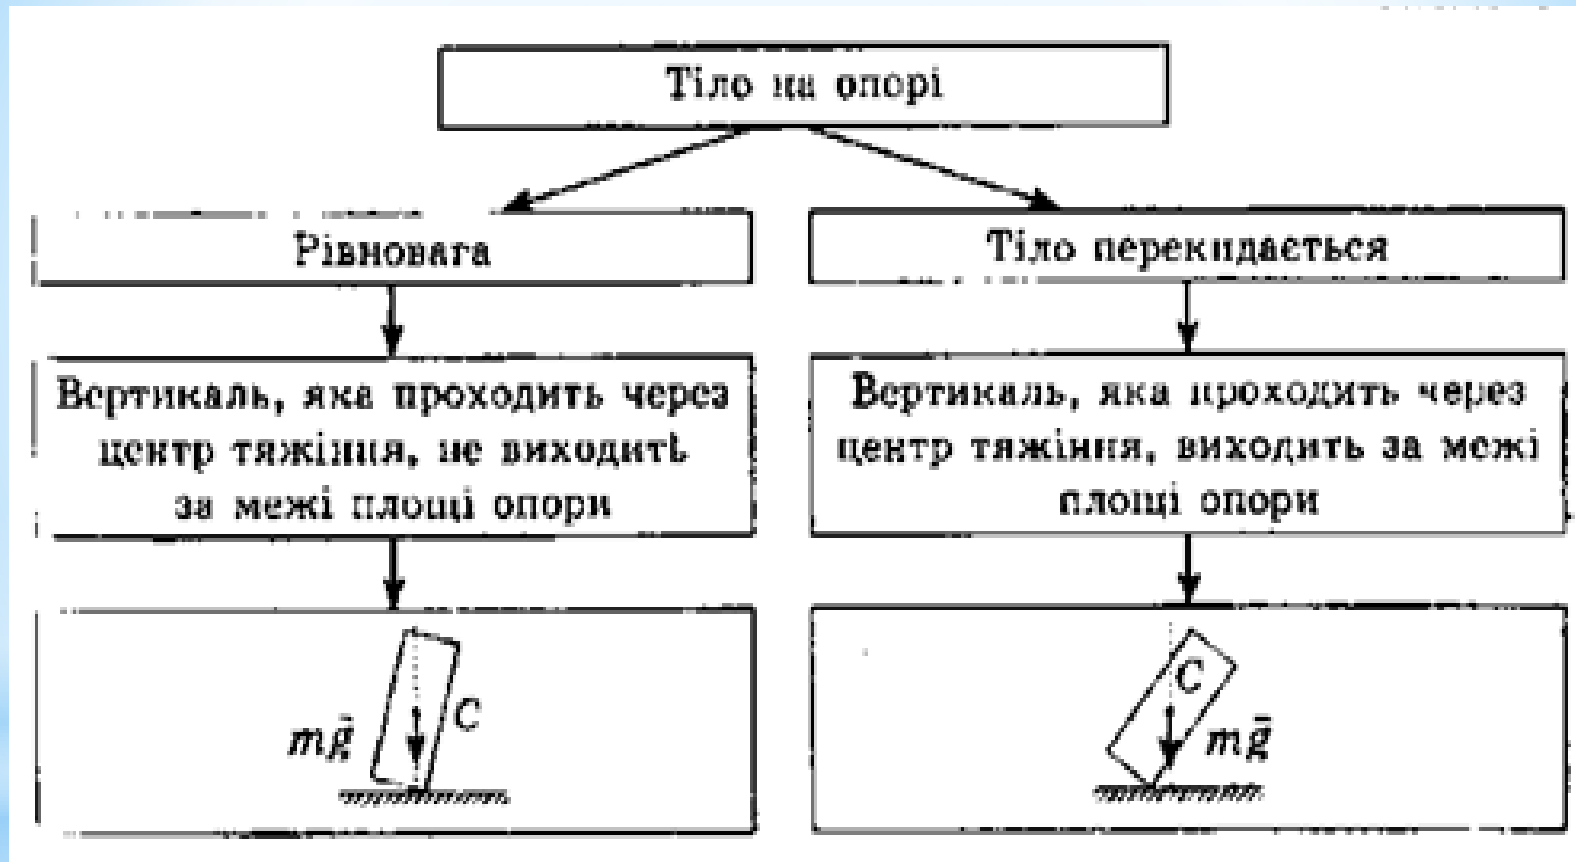 Тіло на опорі
Рівновага
Тіло перекидається
Вертикаль, яка проходить через
центр тяжіння, не виходить
за межі площі опори
Вертикаль, яка проходить через
центр тяжіння, виходить за межі
площі опори
mg⃗
C
C
mg⃗